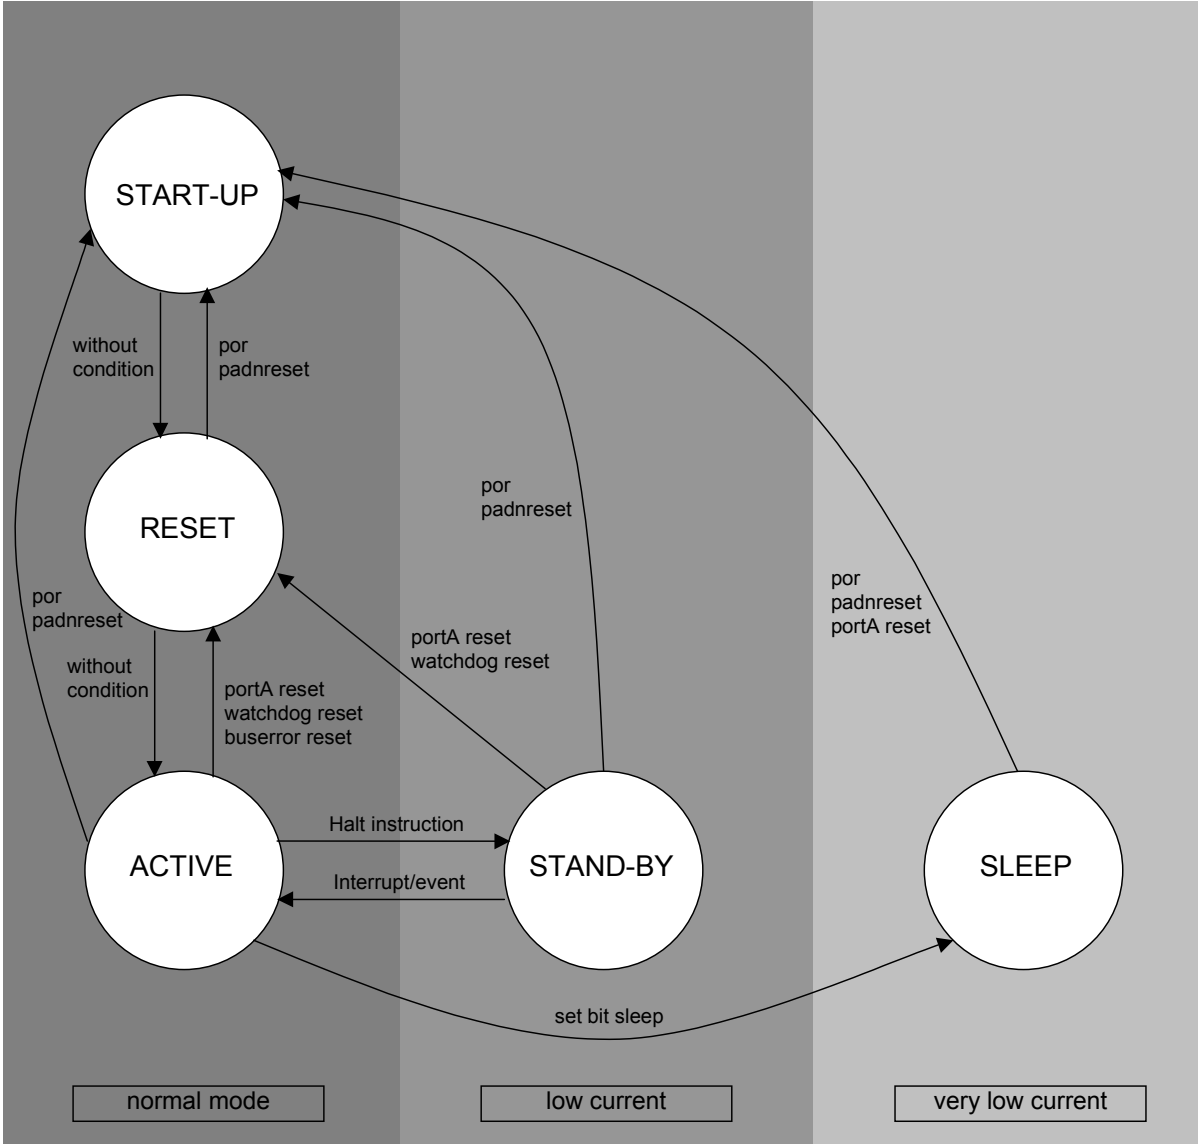 START-UP
without
condition
por
padnreset
RESET
por
padnreset
por
padnreset
portA reset
por
padnreset
without
condition
portA reset
watchdog reset
buserror reset
portA reset
watchdog reset
Halt instruction
ACTIVE
Interrupt/event
STAND-BY
SLEEP
set bit sleep
normal mode
low current
very low current